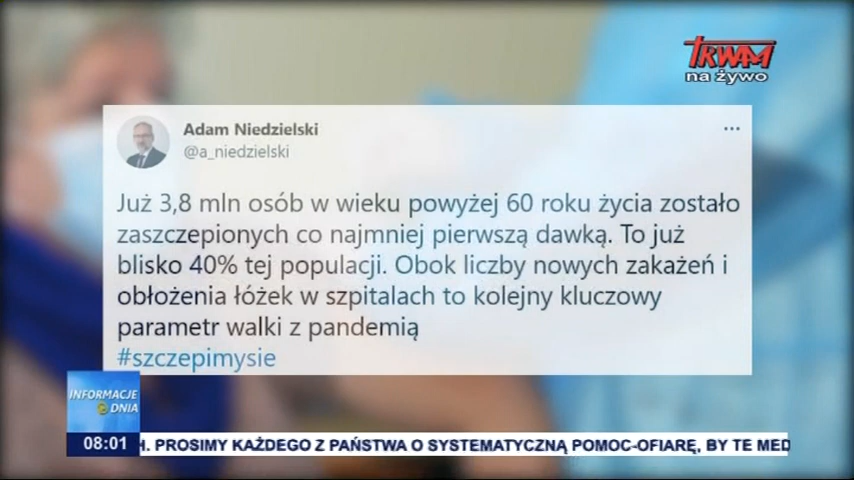 TRWAM
na żywo
Adam Niedzielski
@a_niedzielski
Już 3,8 mln osób w wieku powyżej 60 roku życia zostało
zaszczepionych co najmniej pierwszą dawką. To już
blisko 40% tej populacji. Obok liczby nowych zakażeń i
obłożenia łóżek w szpitalach to kolejny kluczowy
parametr walki z pandemią
#szczepimysie
INFORMACJE
DNIA
08:01
H. PROSIMY KAŻDEGO Z PAŃSTWA O SYSTEMATYCZNĄ POMOC-OFIARĘ, BY TE MED